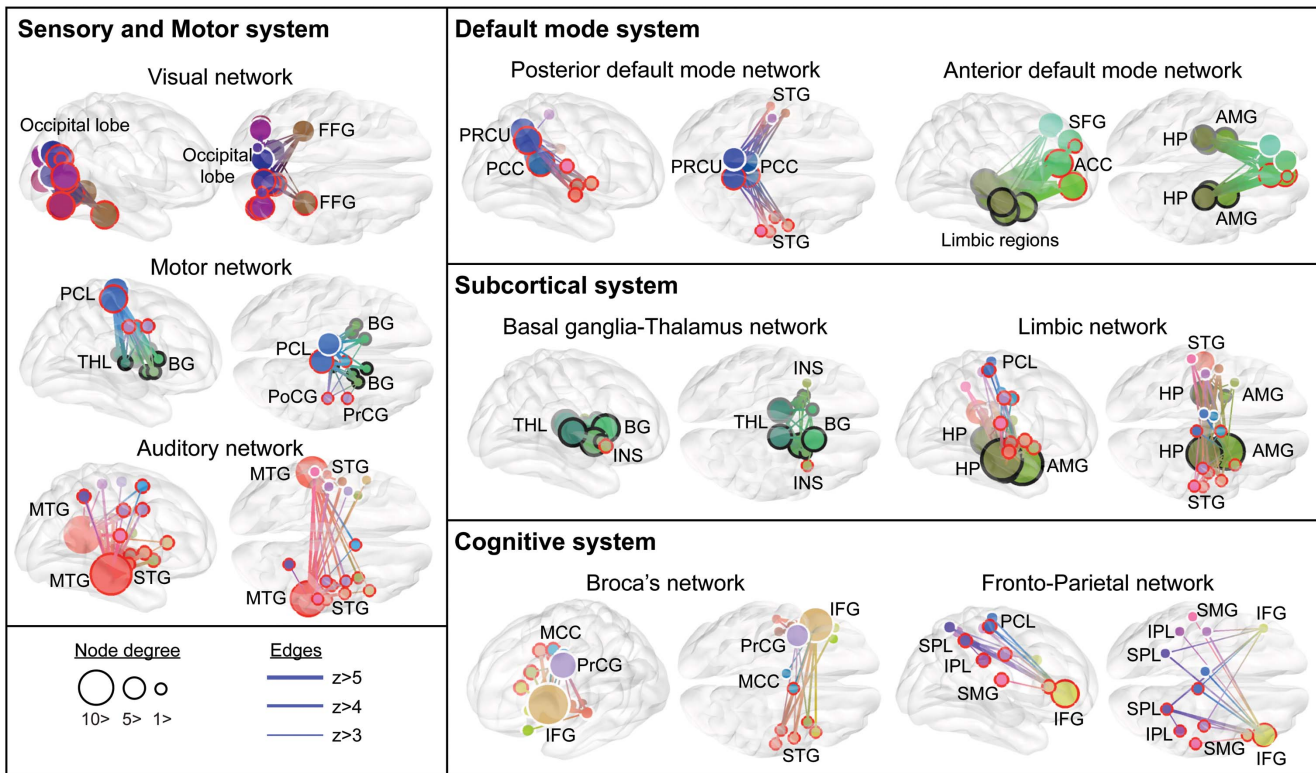 Sensory and Motor system
Visual network
Occipital lobe
FFG
Occipital
lobe
FFG
Motor network
PCL
THL
BG
BG
PCL
BG
PoCG
PrCG
Auditory network
MTG
MTG
STG
MTG
STG
MTG
STG
Node degree
10> 5> 1>
Edges
z>5
z>4
z>3
Default mode system
Posterior default mode network
PRCU
PCC
STG
PRCU
PCC
STG
Anterior default mode network
SFG
ACC
Limbic regions
HP
AMG
HP
AMG
Subcortical system
Basal ganglia-Thalamus network
THL
BG
INS
INS
THL
BG
INS
Limbic network
PCL
HP
HP
AMG
STG
HP
AMG
HP
AMG
STG
Cognitive system
Broca's network
MCC
PrCG
IFG
IFG
PrCG
MCC
STG
Fronto-Parietal network
PCL
SPL
IPL
SMG
IFG
SMG
IFG
IPL
SPL
SPL
IPL
SMG
IFG